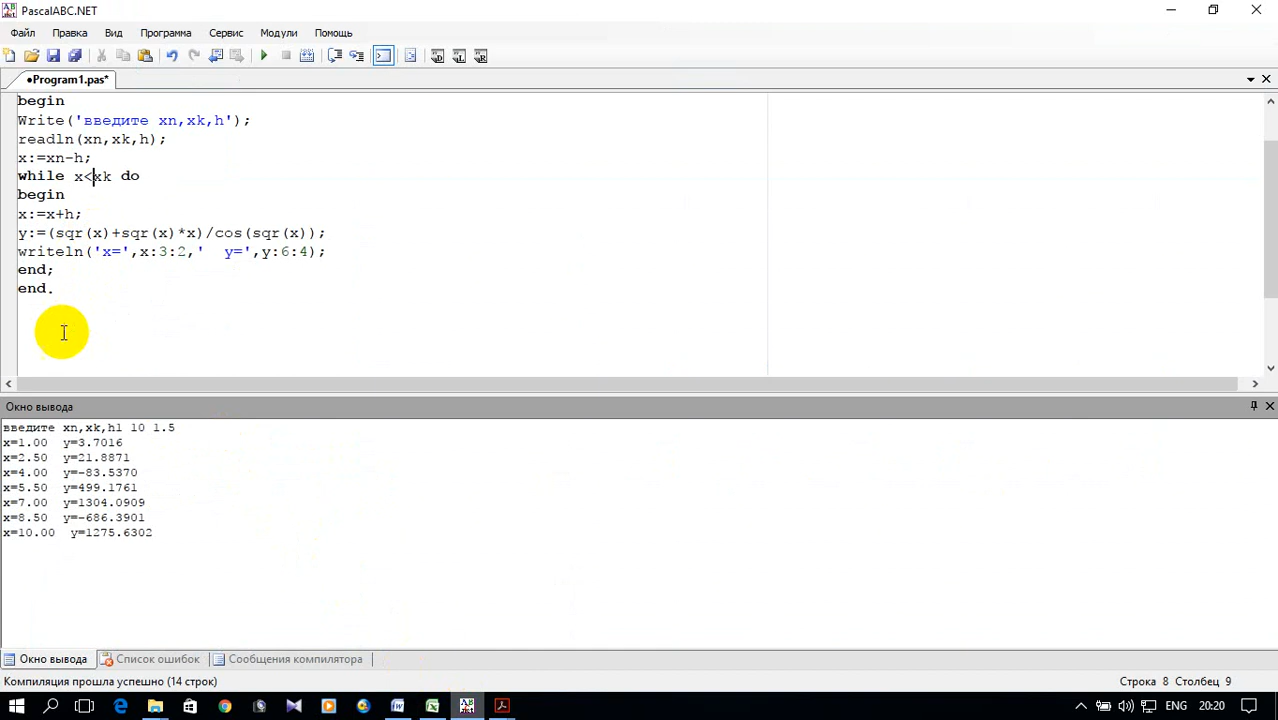 PascalABC.NET
Файл Правка Вид Программа Сервис Модули Помощь
•Program1.pas*
begin
Write('введите xn,xk,h');
readln(xn,xk,h);
x:=xn-h;
while x<xk do
begin
x:=x+h;
y:=(sqr(x)+sqr(x)*x)/cos(sqr(x));
writeln('x=',x:3:2,'  y=',y:6:4);
end;
end.
Окно вывода
введите xn,xk,h1 10 1.5
x=1.00  y=3.7016
x=2.50  y=21.8871
x=4.00  y=-83.5370
x=5.50  y=499.1761
x=7.00  y=1304.0909
x=8.50  y=-686.3901
x=10.00  y=1275.6302
Окно вывода Список ошибок Сообщения компилятора
Компиляция прошла успешно (14 строк) Строка 8 Столбец 9
ENG 20:20